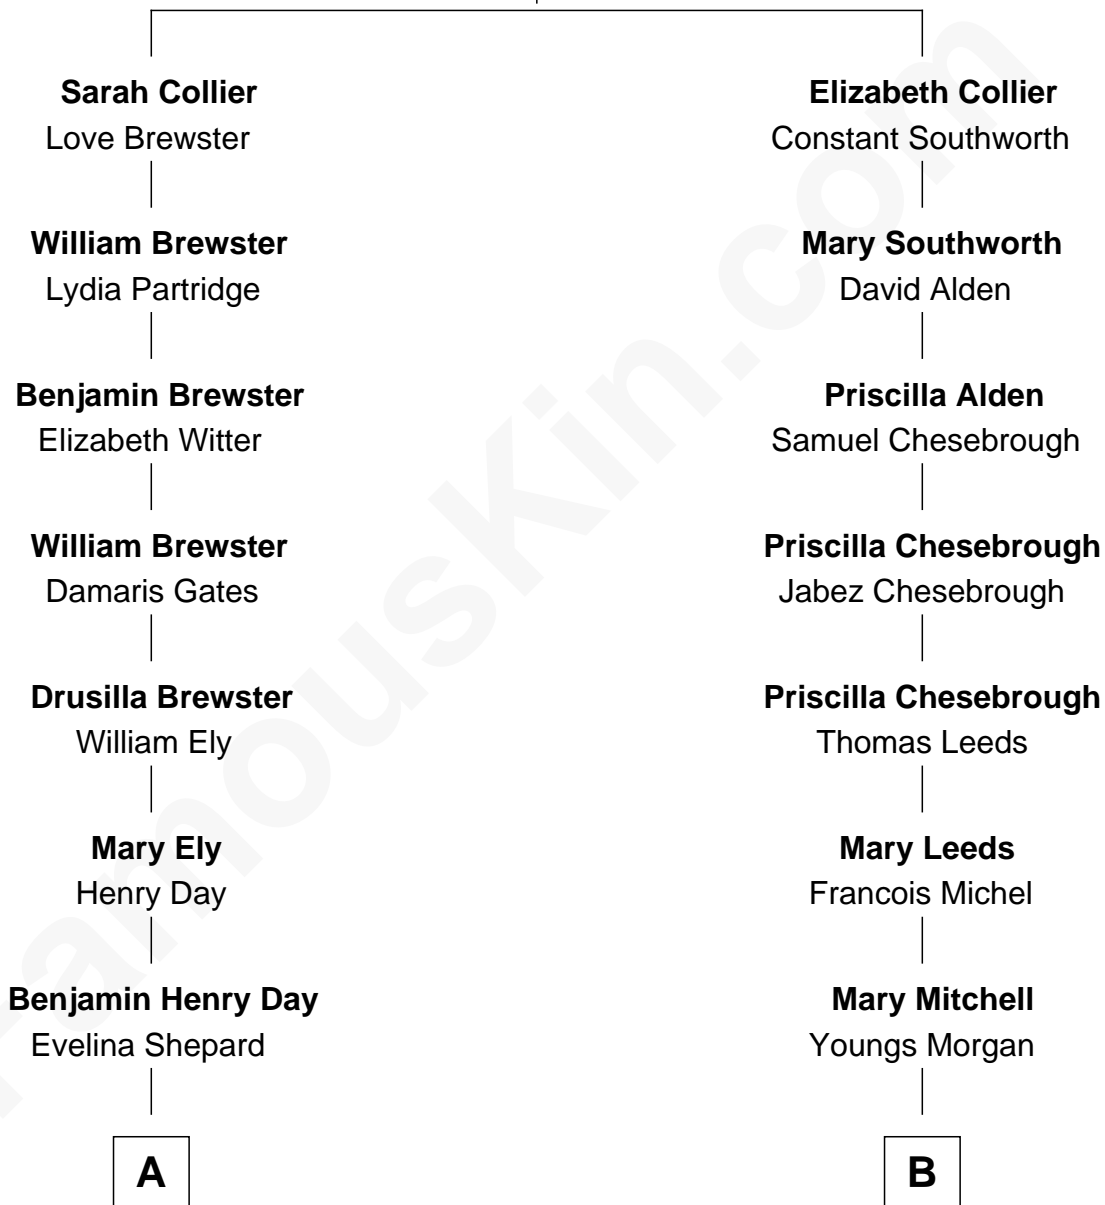 Sarah Collier
Love Brewster
William Brewster
Lydia Partridge
Benjamin Brewster
Elizabeth Witter
William Brewster
Damaris Gates
Drusilla Brewster
William Ely
Mary Ely
Henry Day
Benjamin Henry Day
Evelina Shepard
A
Elizabeth Collier
Constant Southworth
Mary Southworth
David Alden
Priscilla Alden
Samuel Chesebrough
Priscilla Chesebrough
Jabez Chesebrough
Priscilla Chesebrough
Thomas Leeds
Mary Leeds
Francois Michel
Mary Mitchell
Youngs Morgan
B
FamousKin.com